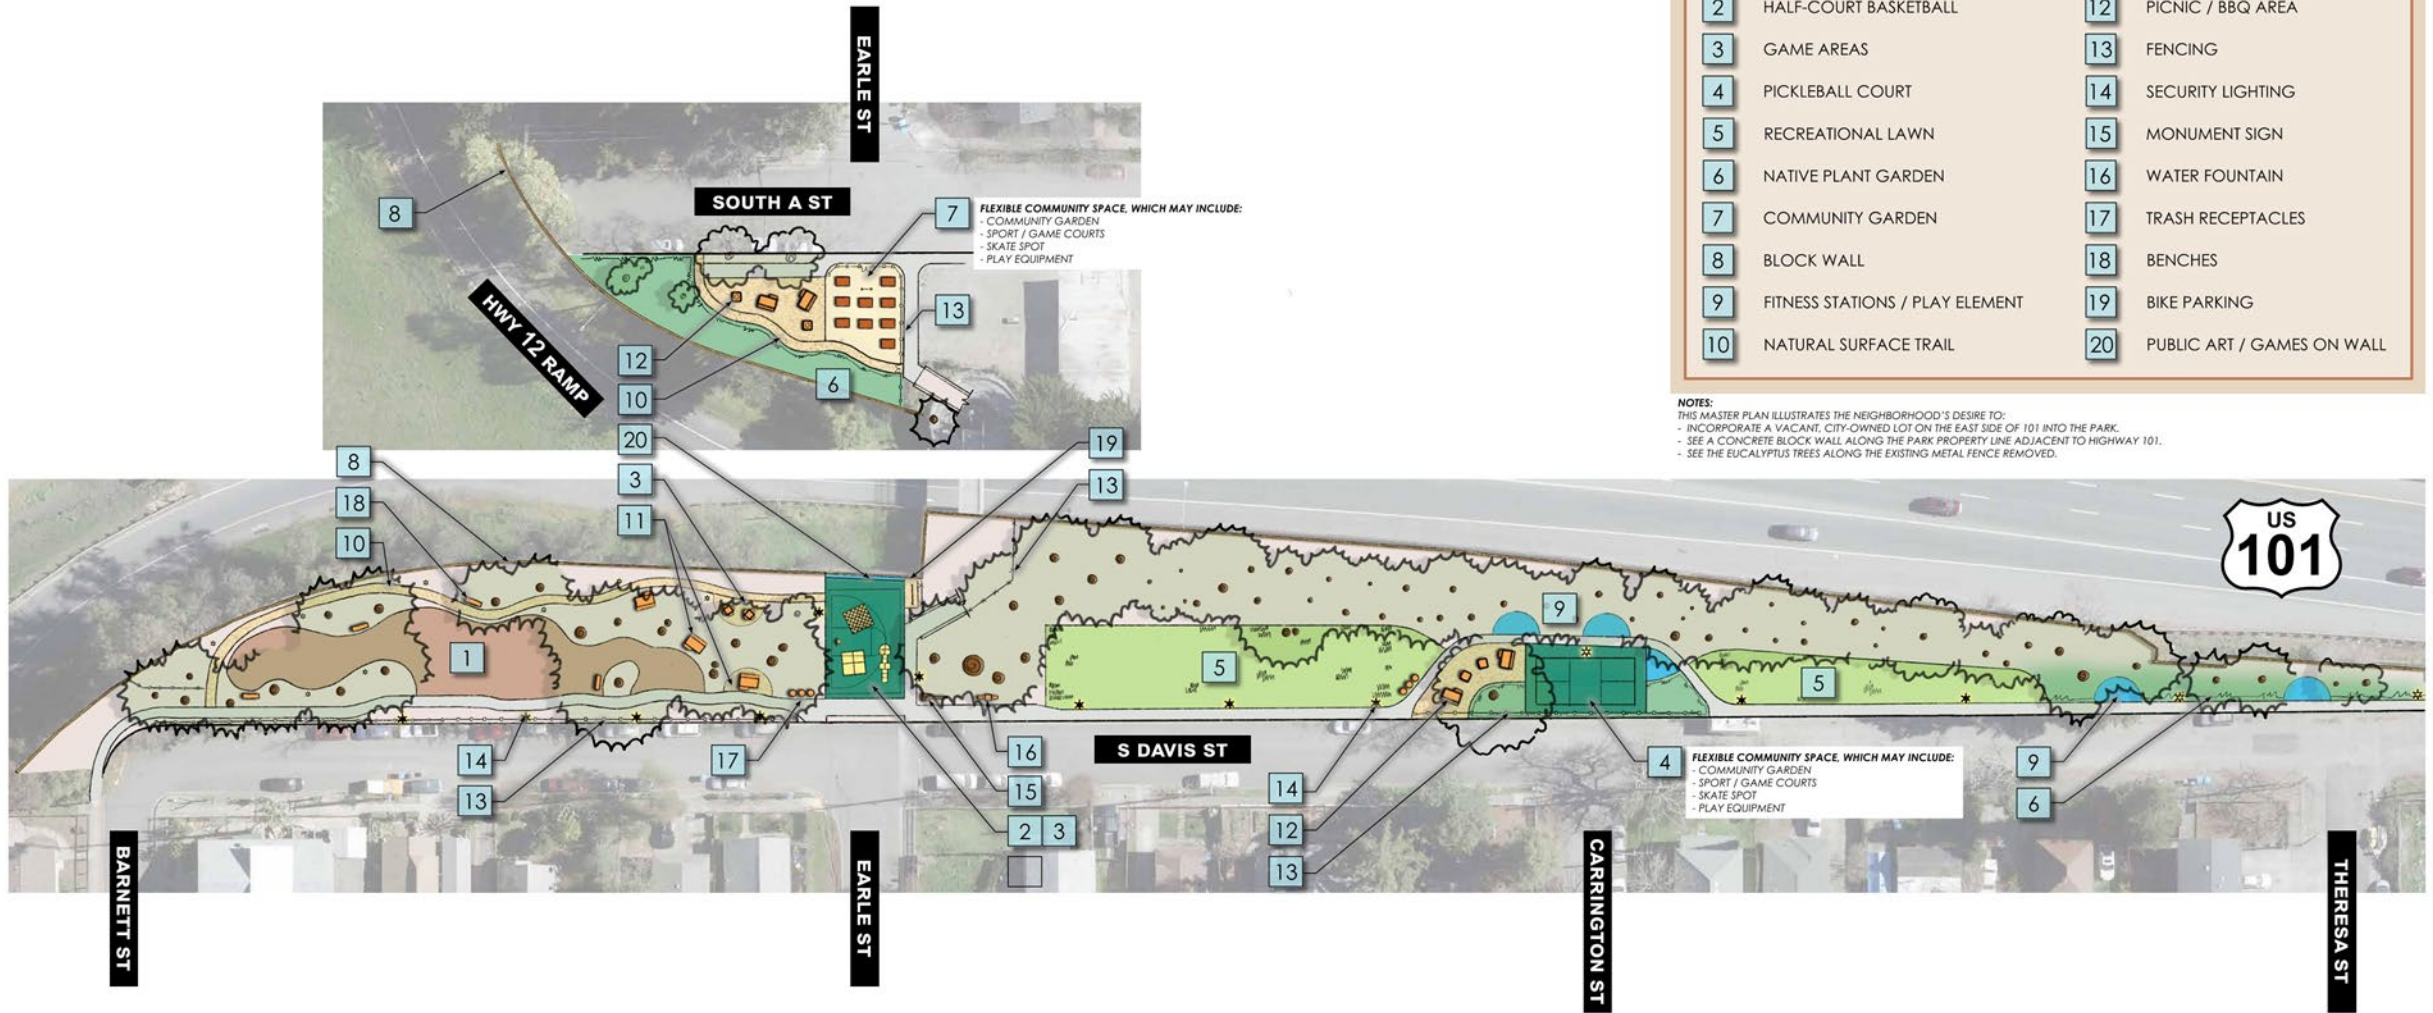 2 HALF-COURT BASKETBALL
3 GAME AREAS
4 PICKLEBALL COURT
5 RECREATIONAL LAWN
6 NATIVE PLANT GARDEN
7 COMMUNITY GARDEN
8 BLOCK WALL
9 FITNESS STATIONS / PLAY ELEMENT
10 NATURAL SURFACE TRAIL
12 PICNIC / BBQ AREA
13 FENCING
14 SECURITY LIGHTING
15 MONUMENT SIGN
16 WATER FOUNTAIN
17 TRASH RECEPTACLES
18 BENCHES
19 BIKE PARKING
20 PUBLIC ART / GAMES ON WALL
NOTES:
THIS MASTER PLAN ILLUSTRATES THE NEIGHBORHOOD'S DESIRE TO:
- INCORPORATE A VACANT, CITY-OWNED LOT ON THE EAST SIDE OF 101 INTO THE PARK.
- SEE A CONCRETE BLOCK WALL ALONG THE PARK PROPERTY LINE ADJACENT TO HIGHWAY 101.
- SEE THE EUCALYPTUS TREES ALONG THE EXISTING METAL FENCE REMOVED.
EARLE ST
SOUTH A ST
8
7
FLEXIBLE COMMUNITY SPACE, WHICH MAY INCLUDE:
- COMMUNITY GARDEN
- SPORT / GAME COURTS
- SKATE SPOT
- PLAY EQUIPMENT
13
HWY 12 RAMP
12
10
6
20
3
11
8
18
10
19
13
US
101
1
5
9
5
14
13
17
16
15
2 3
S DAVIS ST
14
12
13
4
FLEXIBLE COMMUNITY SPACE, WHICH MAY INCLUDE:
- COMMUNITY GARDEN
- SPORT / GAME COURTS
- SKATE SPOT
- PLAY EQUIPMENT
9
6
BARNETT ST
EARLE ST
CARRINGTON ST
THERESA ST